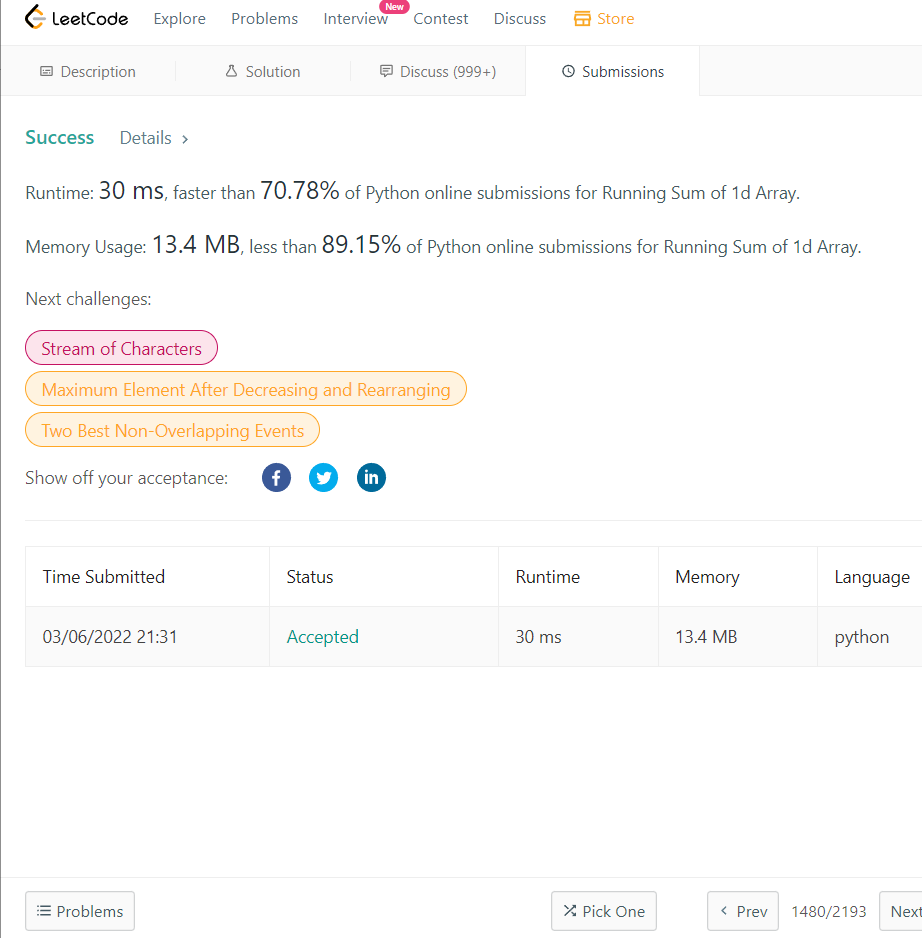 LeetCode Explore Problems Interview New Contest Discuss Store
Description Solution Discuss (999+) Submissions
Success Details >
Runtime: 30 ms, faster than 70.78% of Python online submissions for Running Sum of 1d Array.
Memory Usage: 13.4 MB, less than 89.15% of Python online submissions for Running Sum of 1d Array.
Next challenges:
Stream of Characters
Maximum Element After Decreasing and Rearranging
Two Best Non-Overlapping Events
Show off your acceptance:
Time Submitted Status Runtime Memory Language
03/06/2022 21:31 Accepted 30 ms 13.4 MB python
Problems Pick One < Prev 1480/2193 Next